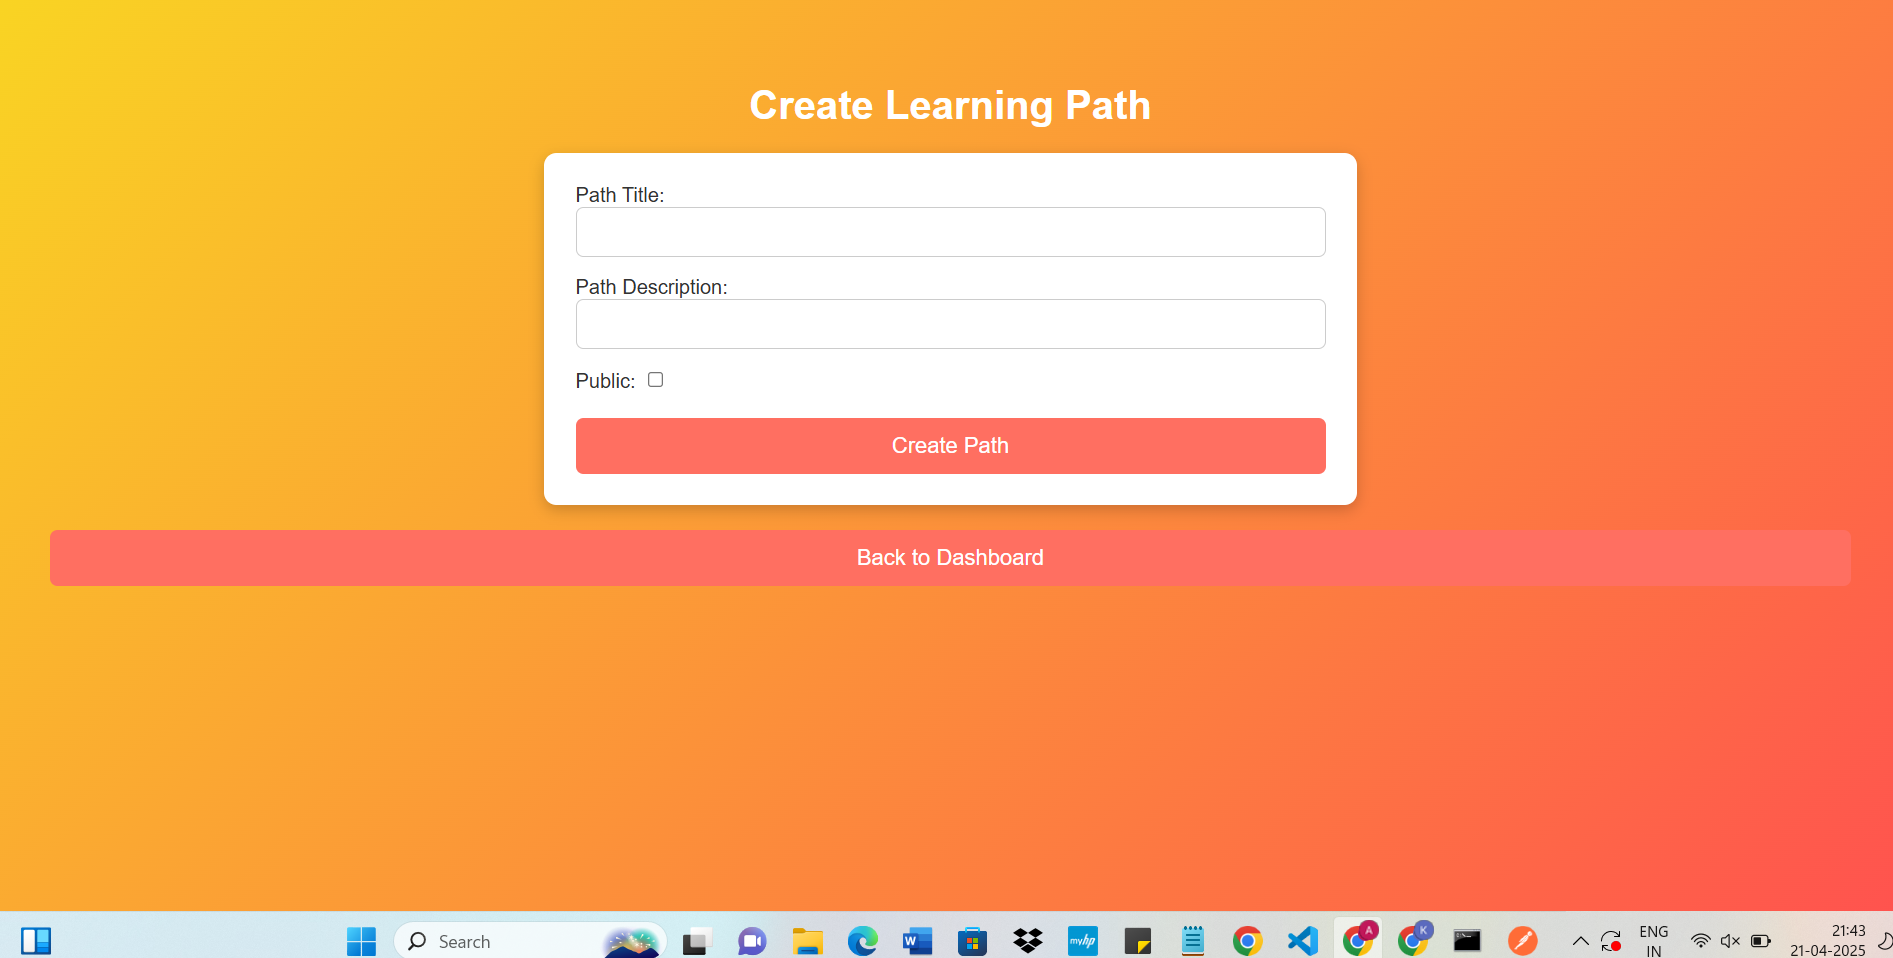 Create Learning Path
Path Title:
Path Description:
Public:
Create Path
Back to Dashboard
Search
W
myhp
A
K
ENG
IN
21:43
21-04-2025